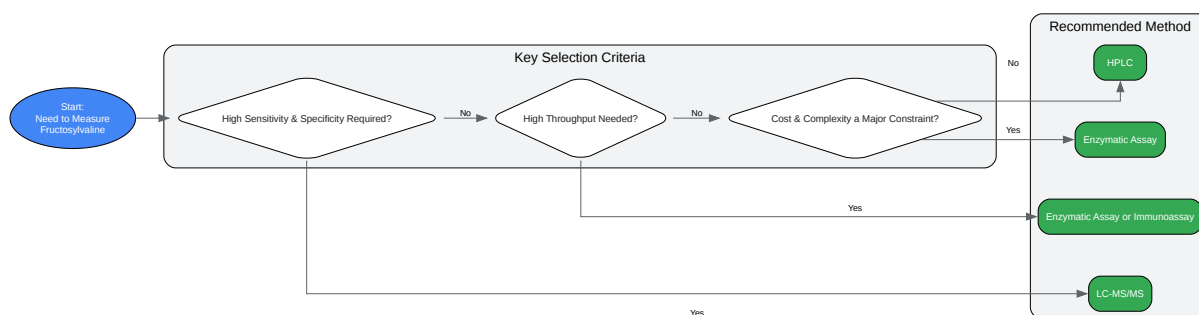 Recommended Method
Key Selection Criteria
No
HPLC
Start:
Need to Measure
Fructosylvaline
High Sensitivity & Specificity Required?
No
High Throughput Needed?
No
Cost & Complexity a Major Constraint?
Yes
Enzymatic Assay
Yes
Enzymatic Assay or Immunoassay
LC-MS/MS
Yes